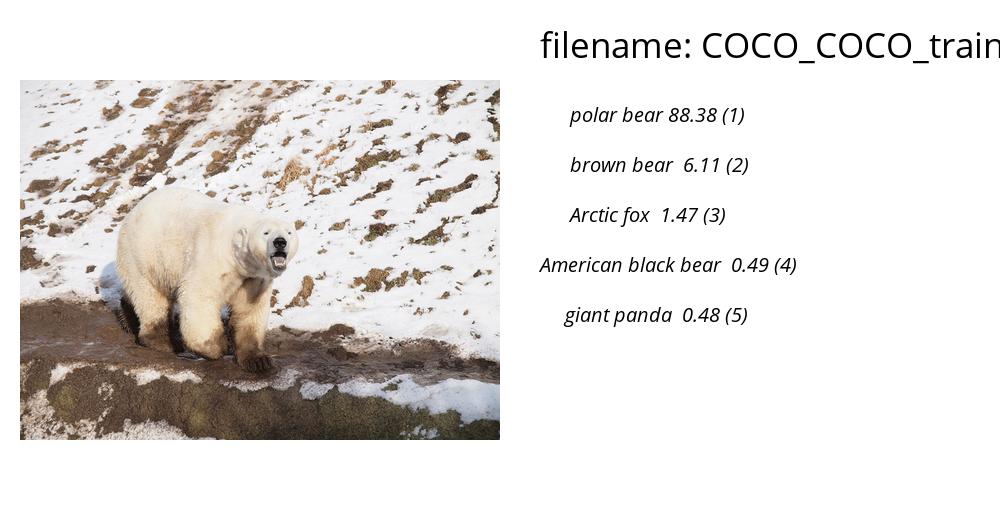 filename: COCO_COCO_train
polar bear 88.38 (1)
brown bear 6.11 (2)
Arctic fox 1.47 (3)
American black bear 0.49 (4)
giant panda 0.48 (5)